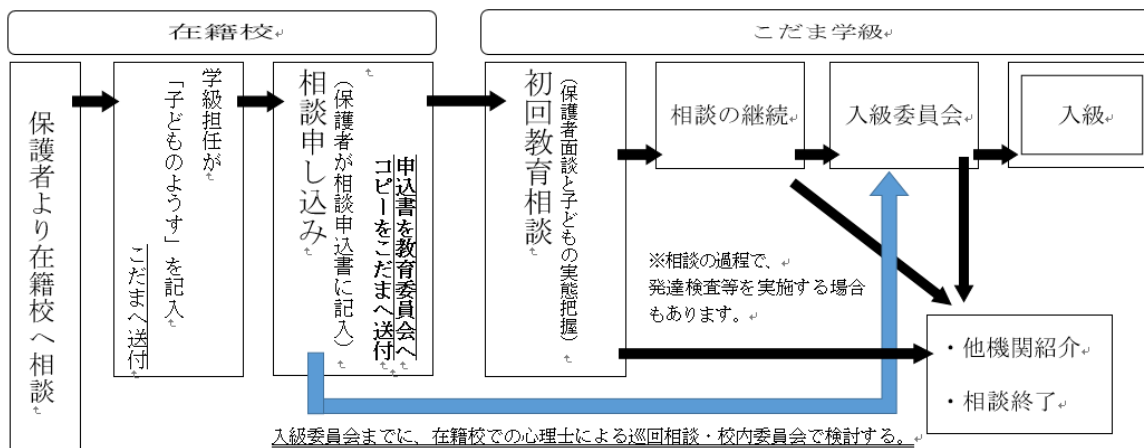 在籍校
こだま学級
保護者より在籍校へ相談
学級担任が
「子どものようす」を記入
こだまへ送付
相談申し込み
（保護者が相談申込書に記入）
申込書を教育委員会へ
コピーをこだまへ送付
初回教育相談
（保護者面談と子どもの実態把握）
相談の継続
入級委員会
入級
※相談の過程で、
発達検査等を実施する場合
もあります。
・他機関紹介
・相談終了
入級委員会までに、在籍校での心理士による巡回相談・校内委員会で検討する。